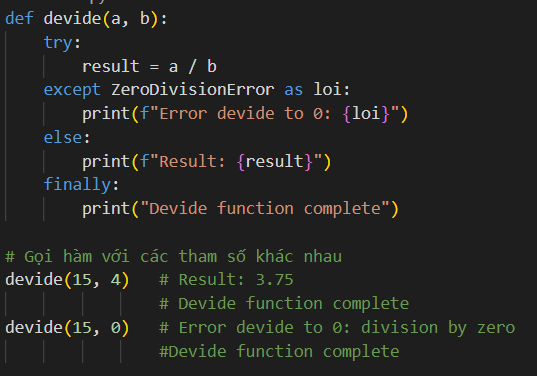 def devide(a, b):
    try:
        result = a / b
    except ZeroDivisionError as loi:
        print(f"Error devide to 0: {loi}")
    else:
        print(f"Result: {result}")
    finally:
        print("Devide function complete")

# Gọi hàm với các tham số khác nhau
devide(15, 4)   # Result: 3.75
                # Devide function complete
devide(15, 0)   # Error devide to 0: division by zero
                #Devide function complete